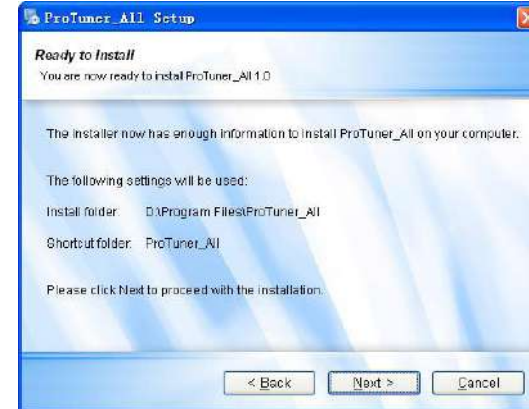 ProTuner_All Setup
Ready to Install
You are now ready to install ProTuner_All 1.0
The installer now has enough information to install ProTuner_All on your computer.
The following settings will be used:
Install folder: D:\Program Files\ProTuner_All
Shortcut folder: ProTuner_All
Please click Next to proceed with the installation.
< Back Next > Cancel